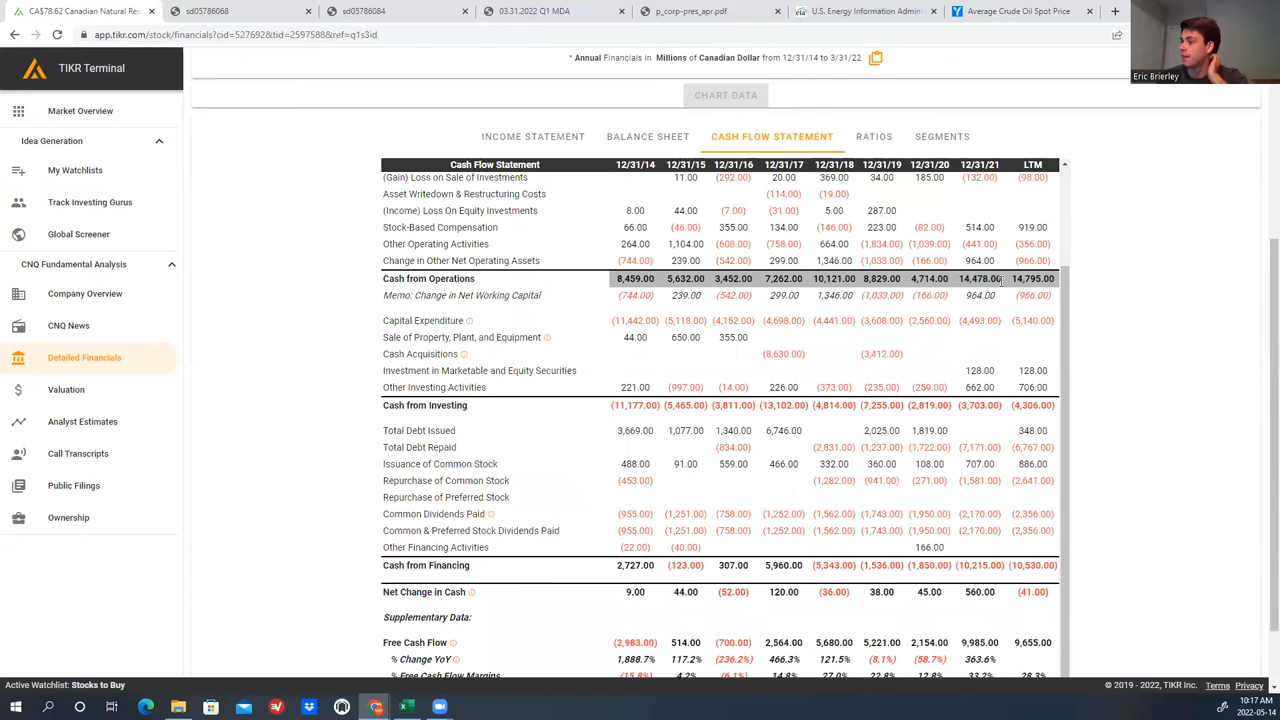 CA$78.62 Canadian Natural Res
sd05786068
sd05786084
03.31.2022 Q1 MDA
p_corp-pres_apr.pdf
U.S. Energy Information Admin
Average Crude Oil Spot Price
app.tikr.com/stock/financials?cid=527692&tid=2597588&ref=q1s3id
Eric Brierley
TIKR Terminal
Market Overview
Idea Generation
My Watchlists
Track Investing Gurus
Global Screener
CNQ Fundamental Analysis
Company Overview
CNQ News
Detailed Financials
Valuation
Analyst Estimates
Call Transcripts
Public Filings
Ownership
* Annual Financials in Millions of Canadian Dollar from 12/31/14 to 3/31/22
CHART DATA
INCOME STATEMENT BALANCE SHEET CASH FLOW STATEMENT RATIOS SEGMENTS
Cash Flow Statement 12/31/14 12/31/15 12/31/16 12/31/17 12/31/18 12/31/19 12/31/20 12/31/21 LTM
(Gain) Loss on Sale of Investments 11.00 (292.00) 20.00 369.00 34.00 185.00 (132.00) (98.00)
Asset Writedown & Restructuring Costs (114.00) (19.00)
(Income) Loss On Equity Investments 8.00 44.00 (7.00) (31.00) 5.00 287.00
Stock-Based Compensation 66.00 (46.00) 355.00 134.00 (146.00) 223.00 (82.00) 514.00 919.00
Other Operating Activities 264.00 1,104.00 (608.00) (758.00) 664.00 (1,834.00) (1,039.00) (441.00) (356.00)
Change in Other Net Operating Assets (744.00) 239.00 (542.00) 299.00 1,346.00 (1,033.00) (166.00) 964.00 (966.00)
Cash from Operations 8,459.00 5,632.00 3,452.00 7,262.00 10,121.00 8,829.00 4,714.00 14,478.00 14,795.00
Memo: Change in Net Working Capital (744.00) 239.00 (542.00) 299.00 1,346.00 (1,033.00) (166.00) 964.00 (966.00)
Capital Expenditure (11,442.00) (5,118.00) (4,152.00) (4,698.00) (4,441.00) (3,608.00) (2,560.00) (4,493.00) (5,140.00)
Sale of Property, Plant, and Equipment 44.00 650.00 355.00
Cash Acquisitions (8,630.00) (3,412.00)
Investment in Marketable and Equity Securities 128.00 128.00
Other Investing Activities 221.00 (997.00) (14.00) 226.00 (373.00) (235.00) (259.00) 662.00 706.00
Cash from Investing (11,177.00) (5,465.00) (3,811.00) (13,102.00) (4,814.00) (7,255.00) (2,819.00) (3,703.00) (4,306.00)
Total Debt Issued 3,669.00 1,077.00 1,340.00 6,746.00 2,025.00 1,819.00 348.00
Total Debt Repaid (834.00) (2,831.00) (1,237.00) (1,722.00) (7,171.00) (6,767.00)
Issuance of Common Stock 488.00 91.00 559.00 466.00 332.00 360.00 108.00 707.00 886.00
Repurchase of Common Stock (453.00) (1,282.00) (941.00) (271.00) (1,581.00) (2,641.00)
Repurchase of Preferred Stock
Common Dividends Paid (955.00) (1,251.00) (758.00) (1,252.00) (1,562.00) (1,743.00) (1,950.00) (2,170.00) (2,356.00)
Common & Preferred Stock Dividends Paid (955.00) (1,251.00) (758.00) (1,252.00) (1,562.00) (1,743.00) (1,950.00) (2,170.00) (2,356.00)
Other Financing Activities (22.00) (40.00) 166.00
Cash from Financing 2,727.00 (123.00) 307.00 5,960.00 (5,343.00) (1,536.00) (1,850.00) (10,215.00) (10,530.00)
Net Change in Cash 9.00 44.00 (52.00) 120.00 (36.00) 38.00 45.00 560.00 (41.00)
Supplementary Data:
Free Cash Flow (2,983.00) 514.00 (700.00) 2,564.00 5,680.00 5,221.00 2,154.00 9,985.00 9,655.00
% Change YoY 1,888.7% 117.2% (236.2%) 466.3% 121.5% (8.1%) (58.7%) 363.6%
% Free Cash Flow Margins (15.8%) 4.2% (6.1%) 14.8% 27.0% 22.8% 12.8% 33.2% 28.3%
Active Watchlist: Stocks to Buy
© 2019 - 2022, TIKR Inc. Terms Privacy
10:17 AM
2022-05-14